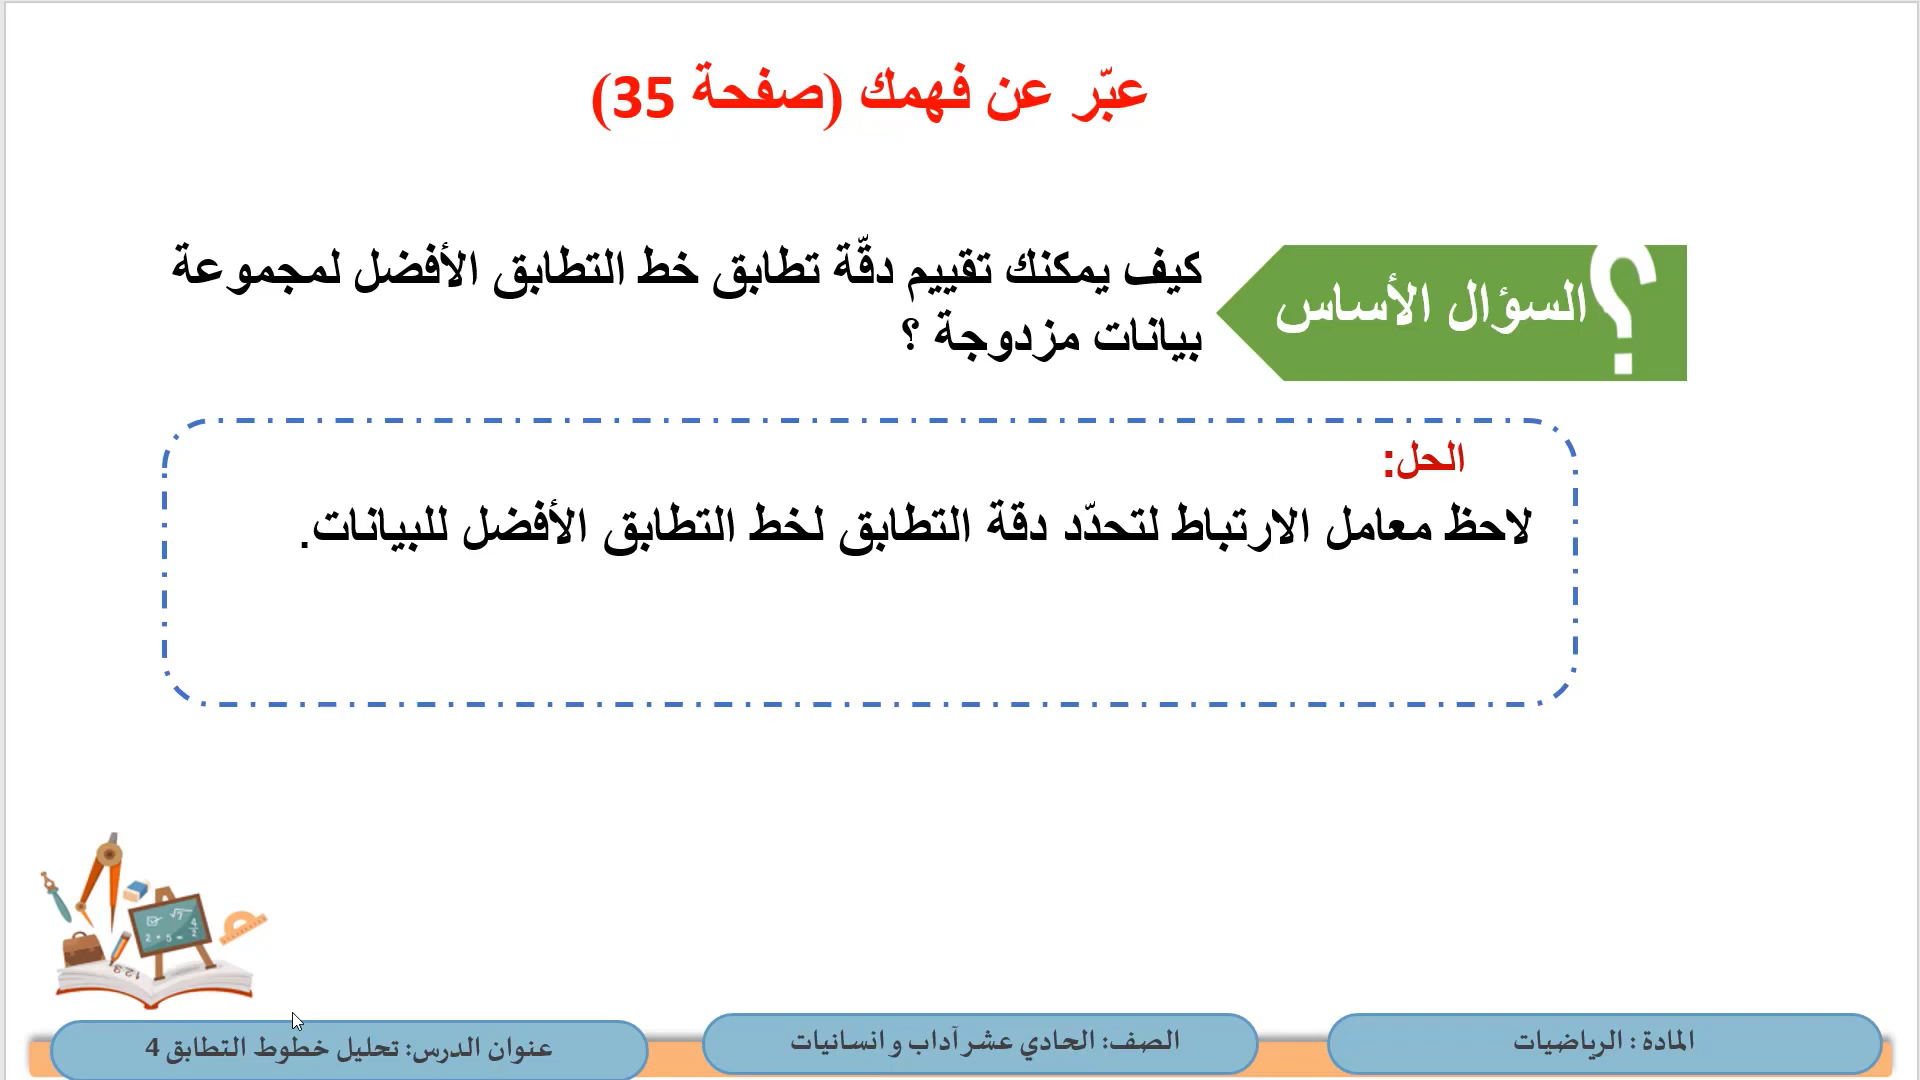 عبّر عن فهمك (صفحة 35)
السؤال الأساس
كيف يمكنك تقييم دقّة تطابق خط التطابق الأفضل لمجموعة
بيانات مزدوجة ؟
الحل:
لاحظ معامل الارتباط لتحدّد دقة التطابق لخط التطابق الأفضل للبيانات.
المادة : الرياضيات
الصف: الحادي عشر آداب و انسانيات
عنوان الدرس: تحليل خطوط التطابق 4